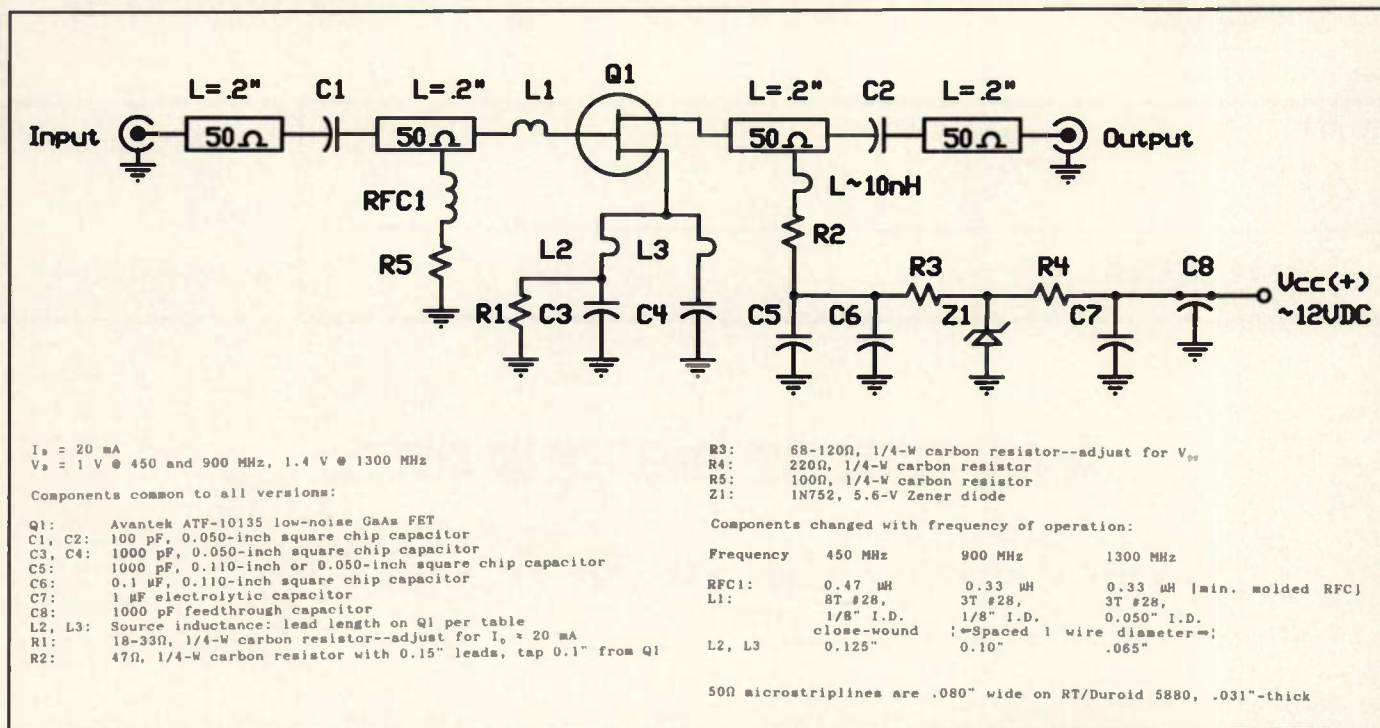 L=.2"
C1
L=.2"
L1
Q1
L=.2"
C2
L=.2"
Input
50Ω
50Ω
50Ω
50Ω
Output
RFC1
L~10nH
R2
R5
L2
L3
R3
R4
C8
Vcc(+)
~12VDC
R1
C3
C4
C5
C6
Z1
C7
I_D = 20 mA
= 1 V @ 450 and 900 MHz, 1.4 V @ 1300 MHz
Components common to all versions:
Q1: Avantek ATF-10135 low-noise GaAs FET
C1, C2: 100 pF, 0.050-inch square chip capacitor
C3, C4: 1000 pF, 0.050-inch square chip capacitor
C5: 1000 pF, 0.110-inch or 0.050-inch square chip capacitor
C6: 0.1 µF, 0.110-inch square chip capacitor
C7: 1 µF electrolytic capacitor
C8: 1000 pF feedthrough capacitor
L2, L3: Source inductance: lead length on Q1 per table
R1: 18-33Ω, 1/4-W carbon resistor--adjust for I_D ≈ 20 mA
R2: 47Ω, 1/4-W carbon resistor with 0.15" leads, tap 0.1" from Q1
R3: 68-120Ω, 1/4-W carbon resistor--adjust for
R4: 220Ω, 1/4-W carbon resistor
R5: 100Ω, 1/4-W carbon resistor
Z1: 1N752, 5.6-V Zener diode
Components changed with frequency of operation:
Frequency 450 MHz 900 MHz 1300 MHz
RFC1: 0.47 µH 0.33 µH 0.33 µH [min. molded RFC]
L1: 8T #28, 3T #28, 3T #28,
1/8" I.D. 1/8" I.D. 0.050" I.D.
close-wound |←Spaced 1 wire diameter→|
L2, L3 0.125" 0.10" .065"
50Ω microstriplines are .080" wide on RT/Duroid 5880, .031"-thick